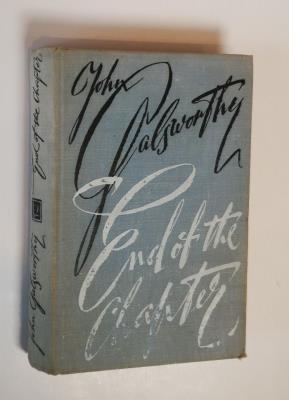 John
Galsworthy
End of the
Chapter
John Galsworthy
End of the Chapter